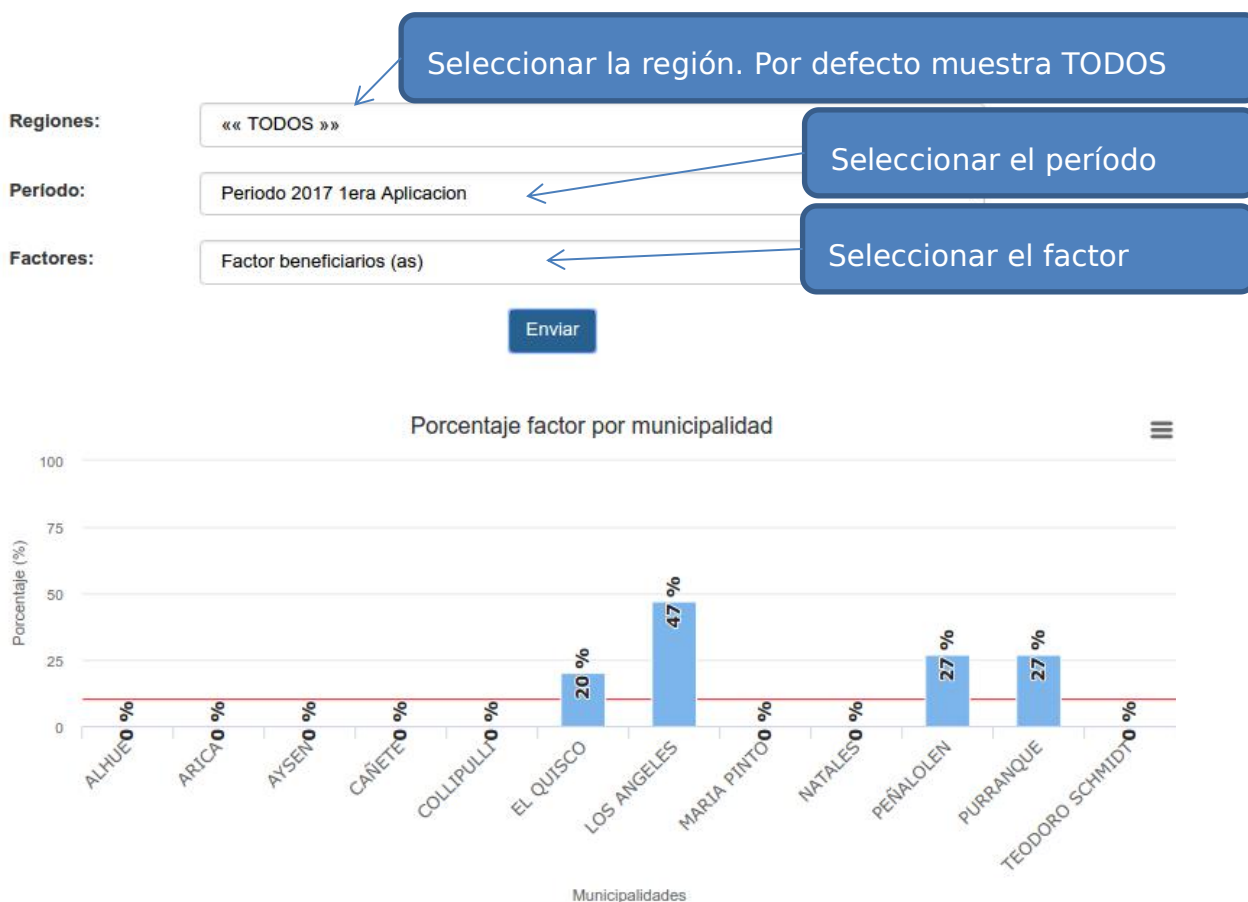 Seleccionar la región. Por defecto muestra TODOS
Regiones:
«« TODOS »»
Seleccionar el período
Período:
Periodo 2017 1era Aplicacion
Factores:
Factor beneficiarios (as)
Seleccionar el factor
Enviar
Porcentaje factor por municipalidad
100
75
50
25
0
Porcentaje (%)
0 %
0 %
0 %
0 %
0 %
20 %
47 %
0 %
0 %
27 %
27 %
0 %
ALHUE
ARICA
AYSEN
CAÑETE
COLLIPULLI
EL QUISCO
LOS ANGELES
MARIA PINTO
NATALES
PEÑALOLEN
PURRANQUE
TEODORO SCHMIDT
Municipalidades